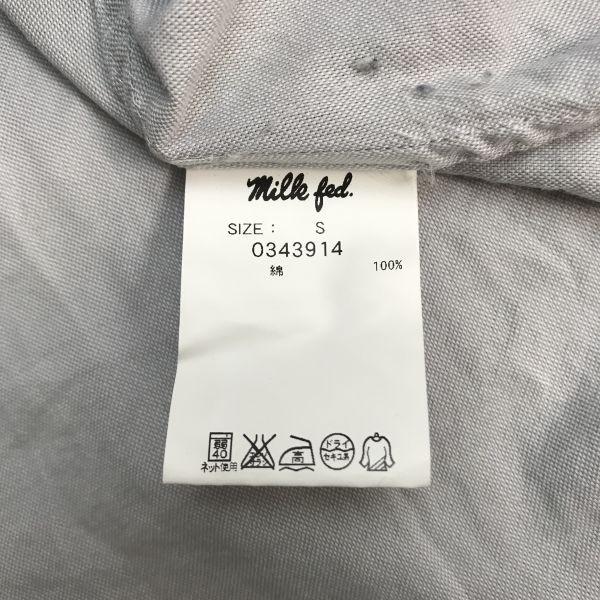 Milk fed.
SIZE : S
0343914
綿 100%
弱
40
ネット使用
高
ドライ
セキユ系